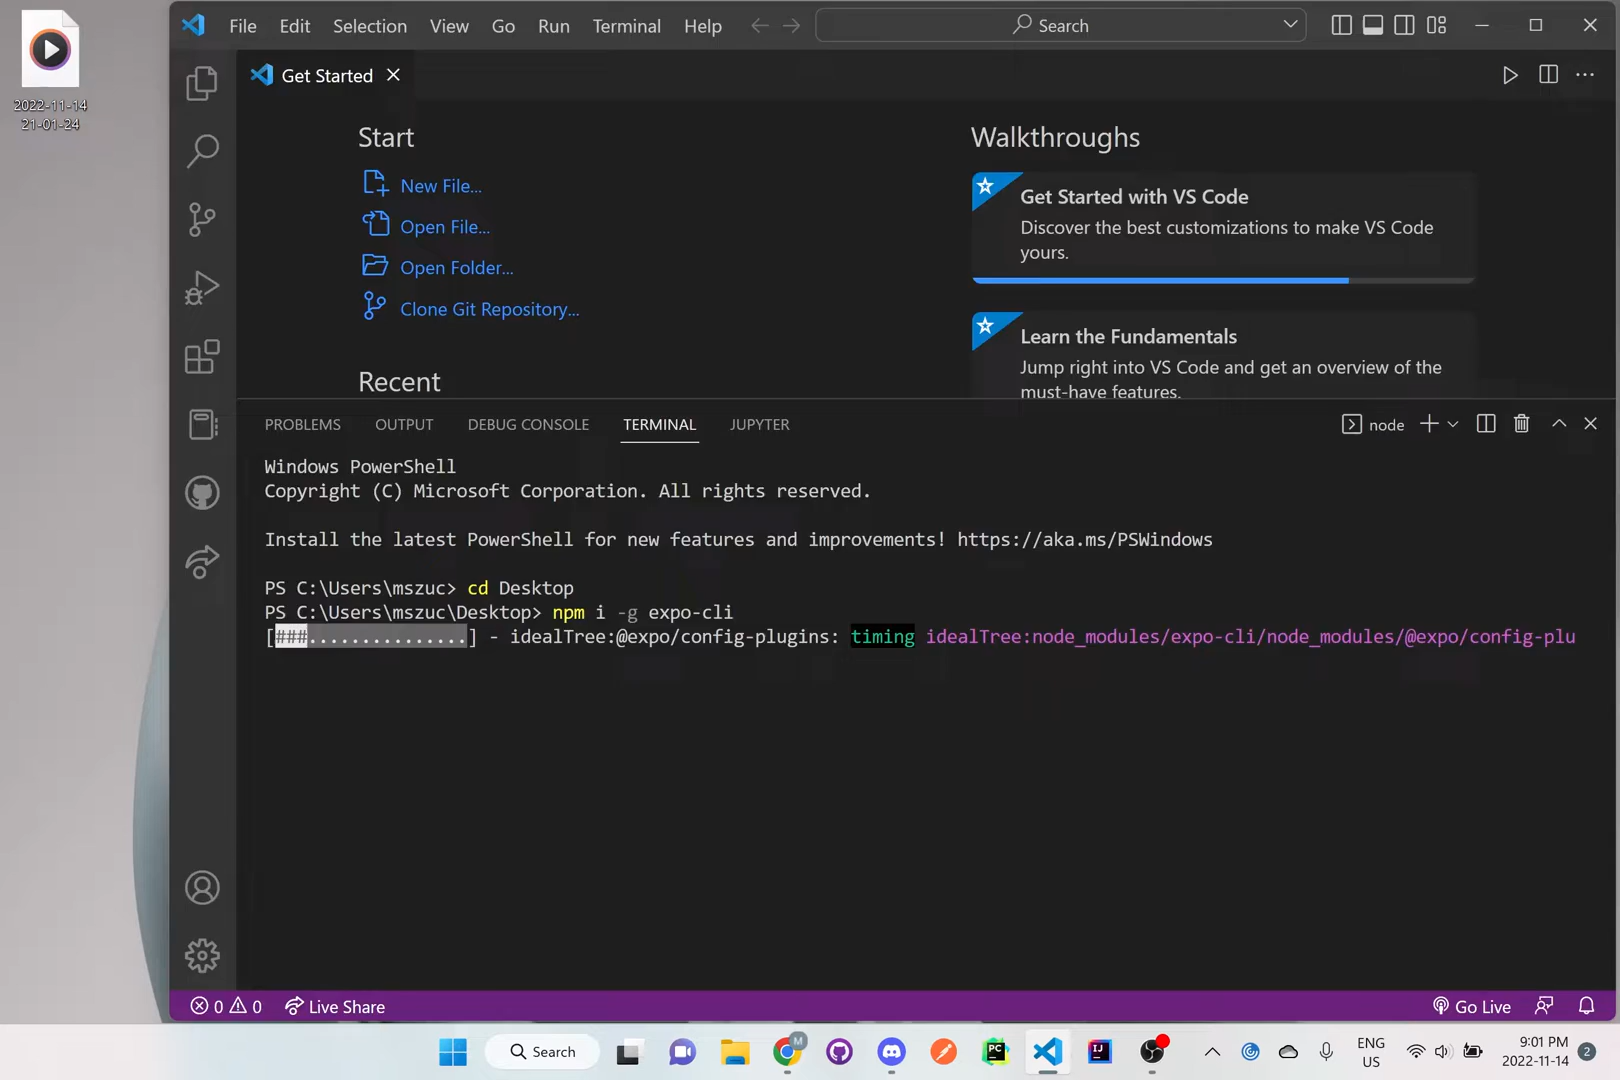 2022-11-14
21-01-24
File Edit Selection View Go Run Terminal Help
Search
Get Started
Start
New File...
Open File...
Open Folder...
Clone Git Repository...
Recent
Walkthroughs
Get Started with VS Code
Discover the best customizations to make VS Code
yours.
Learn the Fundamentals
Jump right into VS Code and get an overview of the
must-have features.
PROBLEMS OUTPUT DEBUG CONSOLE TERMINAL JUPYTER
node
Windows PowerShell
Copyright (C) Microsoft Corporation. All rights reserved.
Install the latest PowerShell for new features and improvements! https://aka.ms/PSWindows
PS C:\Users\mszuc> cd Desktop
PS C:\Users\mszuc\Desktop> npm i -g expo-cli
[###...............] - idealTree:@expo/config-plugins: timing idealTree:node_modules/expo-cli/node_modules/@expo/config-plu
0 0 Live Share
Go Live
Search
M
PC
IJ
ENG
US
9:01 PM
2022-11-14
2